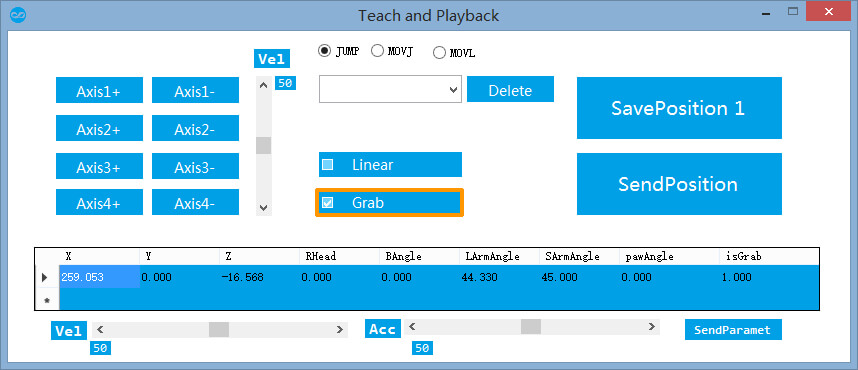 Teach and Playback
Vel
JUMP MOVJ MOVL
50
Axis1+ Axis1-
Delete
SavePosition 1
Axis2+ Axis2-
Axis3+ Axis3-
Linear
SendPosition
Axis4+ Axis4-
Grab
X Y Z RHead BAngle LArmAngle SArmAngle pawAngle isGrab
259.053 0.000 -16.568 0.000 0.000 44.330 45.000 0.000 1.000
Vel Acc SendParamet
50 50